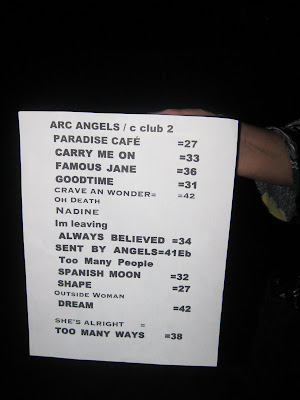 ARC ANGELS / c club 2
PARADISE CAFÉ =27
CARRY ME ON =33
FAMOUS JANE =36
GOODTIME =31
CRAVE AN WONDER= =42
OH DEATH
NADINE
Im leaving
ALWAYS BELIEVED =34
SENT BY ANGELS=41Eb
Too Many People
SPANISH MOON =32
SHAPE =27
OUTSIDE WOMAN
DREAM =42
SHE'S ALRIGHT =
TOO MANY WAYS =38